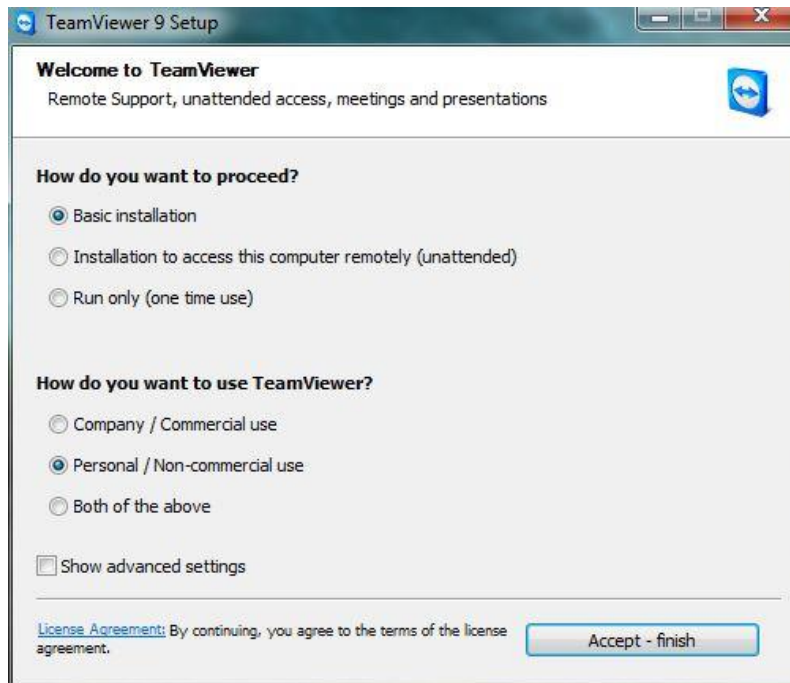 TeamViewer 9 Setup
Welcome to TeamViewer
Remote Support, unattended access, meetings and presentations
How do you want to proceed?
Basic installation
Installation to access this computer remotely (unattended)
Run only (one time use)
How do you want to use TeamViewer?
Company / Commercial use
Personal / Non-commercial use
Both of the above
Show advanced settings
License Agreement: By continuing, you agree to the terms of the license
agreement.
Accept - finish